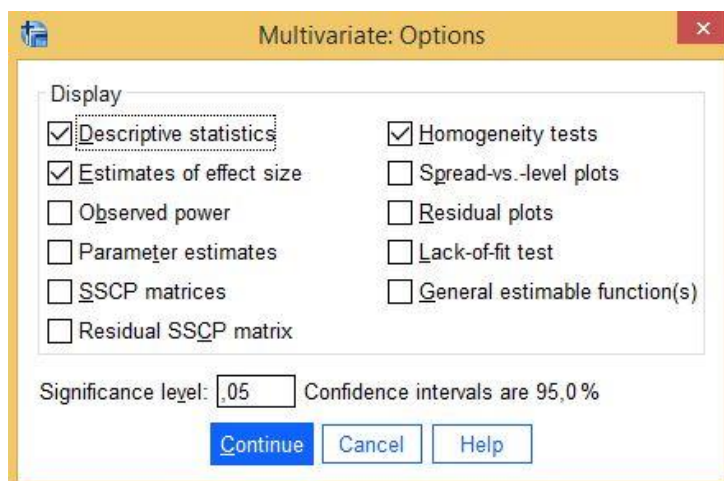 Multivariate: Options
Display
Descriptive statistics
Homogeneity tests
Estimates of effect size
Spread-vs.-level plots
Observed power
Residual plots
Parameter estimates
Lack-of-fit test
SSCP matrices
General estimable function(s)
Residual SSCP matrix
Significance level: ,05 Confidence intervals are 95,0 %
Continue Cancel Help